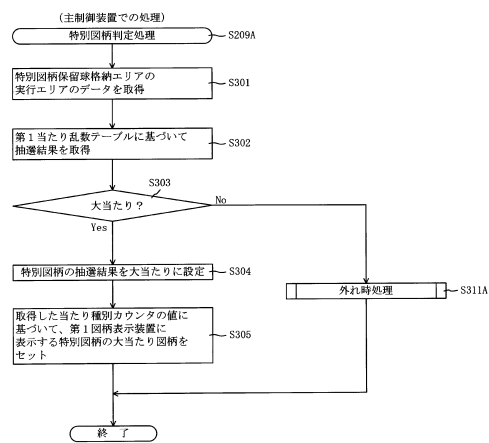 (主制御装置での処理)
特別図柄判定処理
S209A
特別図柄保留球格納エリアの
実行エリアのデータを取得
S301
第1当たり乱数テーブルに基づいて
抽選結果を取得
S302
S303
大当たり?
No
Yes
特別図柄の抽選結果を大当たりに設定
S304
外れ時処理
S311A
取得した当たり種別カウンタの値に
基づいて、第1図柄表示装置に
表示する特別図柄の大当たり図柄を
セット
S305
終 了